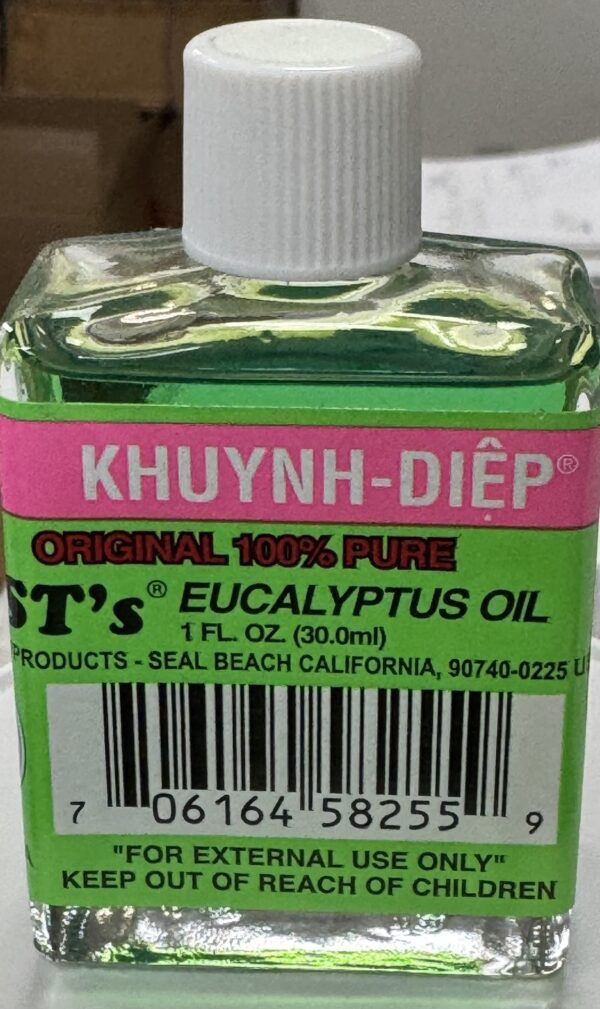 KHUYNH-DIỆP®
ORIGINAL 100% PURE
ST's® EUCALYPTUS OIL
1 FL. OZ. (30.0ml)
PRODUCTS - SEAL BEACH CALIFORNIA, 90740-0225 U
7 06164 58255 9
"FOR EXTERNAL USE ONLY"
KEEP OUT OF REACH OF CHILDREN